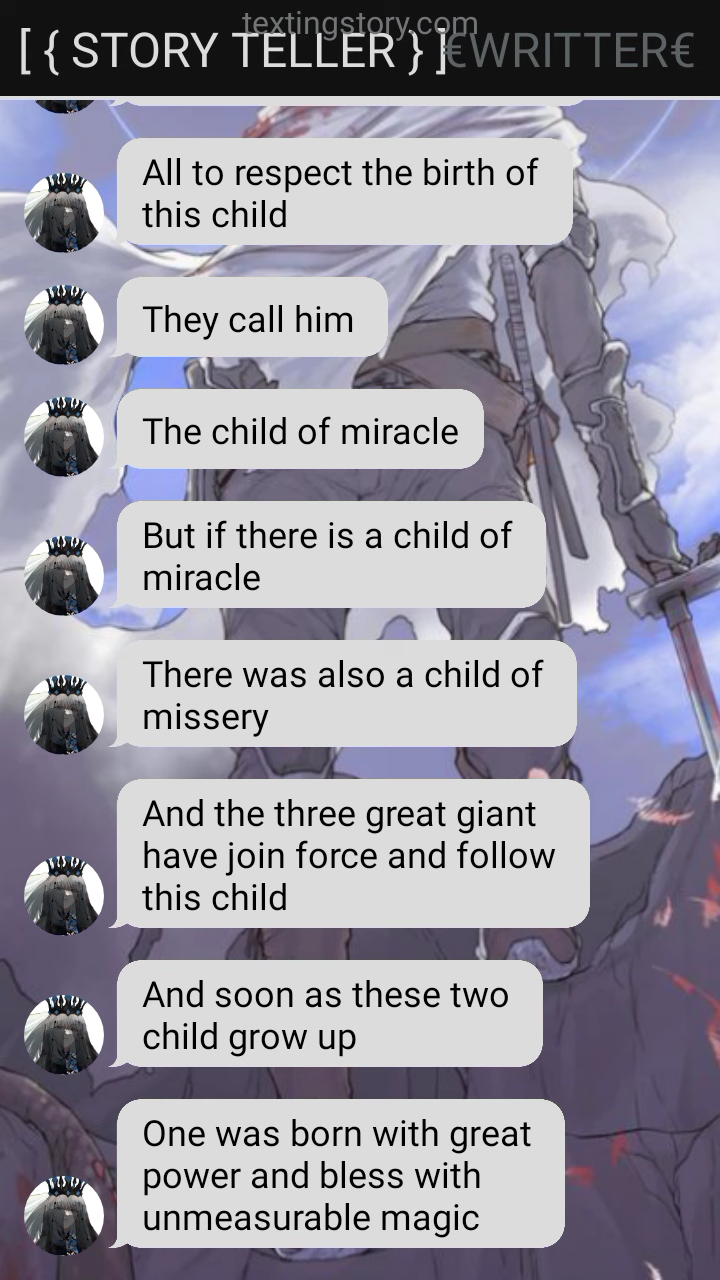 textingstory.com
[ { STORY TELLER } ]€WRITTER€
All to respect the birth of
this child
They call him
The child of miracle
But if there is a child of
miracle
There was also a child of
missery
And the three great giant
have join force and follow
this child
And soon as these two
child grow up
One was born with great
power and bless with
unmeasurable magic